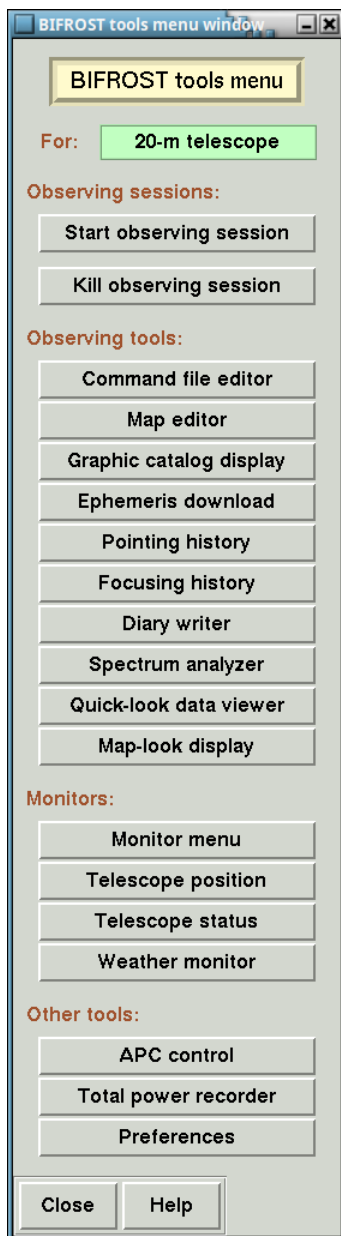 BIFROST tools menu window
BIFROST tools menu
For: 20-m telescope
Observing sessions:
Start observing session
Kill observing session
Observing tools:
Command file editor
Map editor
Graphic catalog display
Ephemeris download
Pointing history
Focusing history
Diary writer
Spectrum analyzer
Quick-look data viewer
Map-look display
Monitors:
Monitor menu
Telescope position
Telescope status
Weather monitor
Other tools:
APC control
Total power recorder
Preferences
Close Help